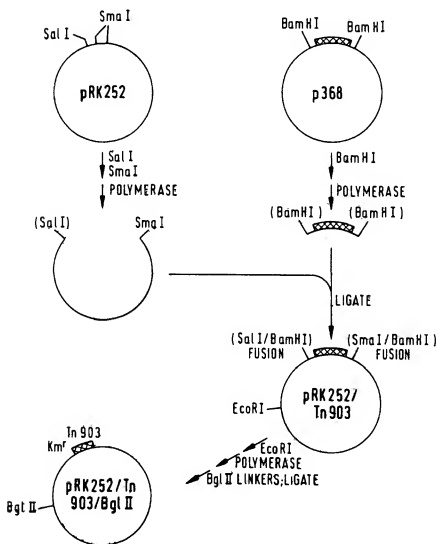 Sma I
Sal I
pRK252
BamHI
BamHI
p368
Sal I
Sma I
POLYMERASE
BamHI
POLYMERASE
(Sal I)
Sma I
(BamHI)
(BamHI)
LIGATE
(Sal I/BamHI)
FUSION
(Sma I/BamHI)
FUSION
pRK252/
Tn903
EcoRI
EcoRI
POLYMERASE
Bgl II LINKERS;LIGATE
Tn 903
Kmr
pRK252/Tn
903/Bgl II
Bgl II